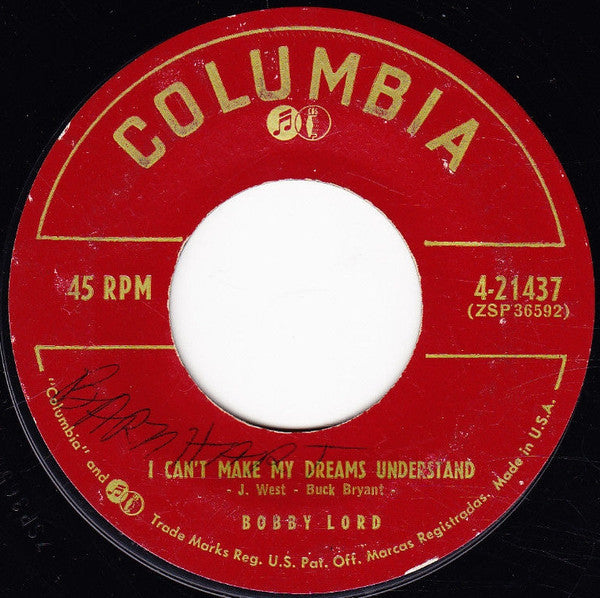 COLUMBIA
45 RPM
4-21437
(ZSP 36592)
BARNHART
I CAN'T MAKE MY DREAMS UNDERSTAND
- J. West - Buck Bryant -
BOBBY LORD
"Columbia" and Trade Marks Reg. U.S. Pat. Off. Marcas Registradas. Made in U.S.A.